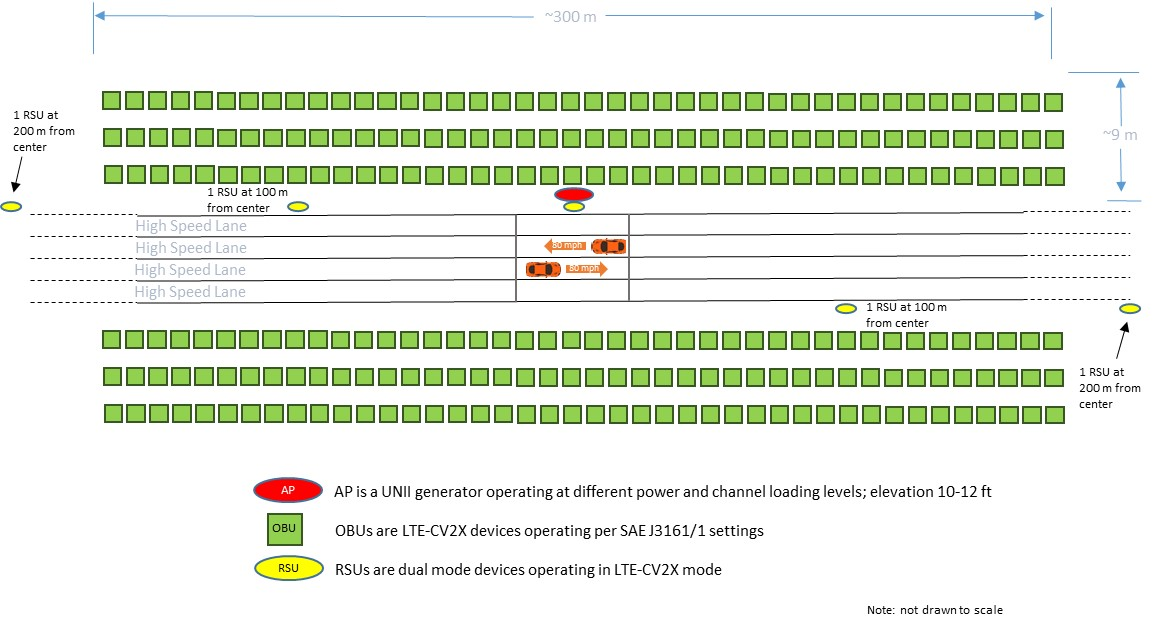 ~300 m
1 RSU at
200 m from
center
~9 m
1 RSU at 100 m
from center
High Speed Lane
High Speed Lane
80 mph
High Speed Lane
80 mph
High Speed Lane
1 RSU at 100 m
from center
1 RSU at
200 m from
center
AP
AP is a UNII generator operating at different power and channel loading levels; elevation 10-12 ft
OBU
OBUs are LTE-CV2X devices operating per SAE J3161/1 settings
RSU
RSUs are dual mode devices operating in LTE-CV2X mode
Note: not drawn to scale